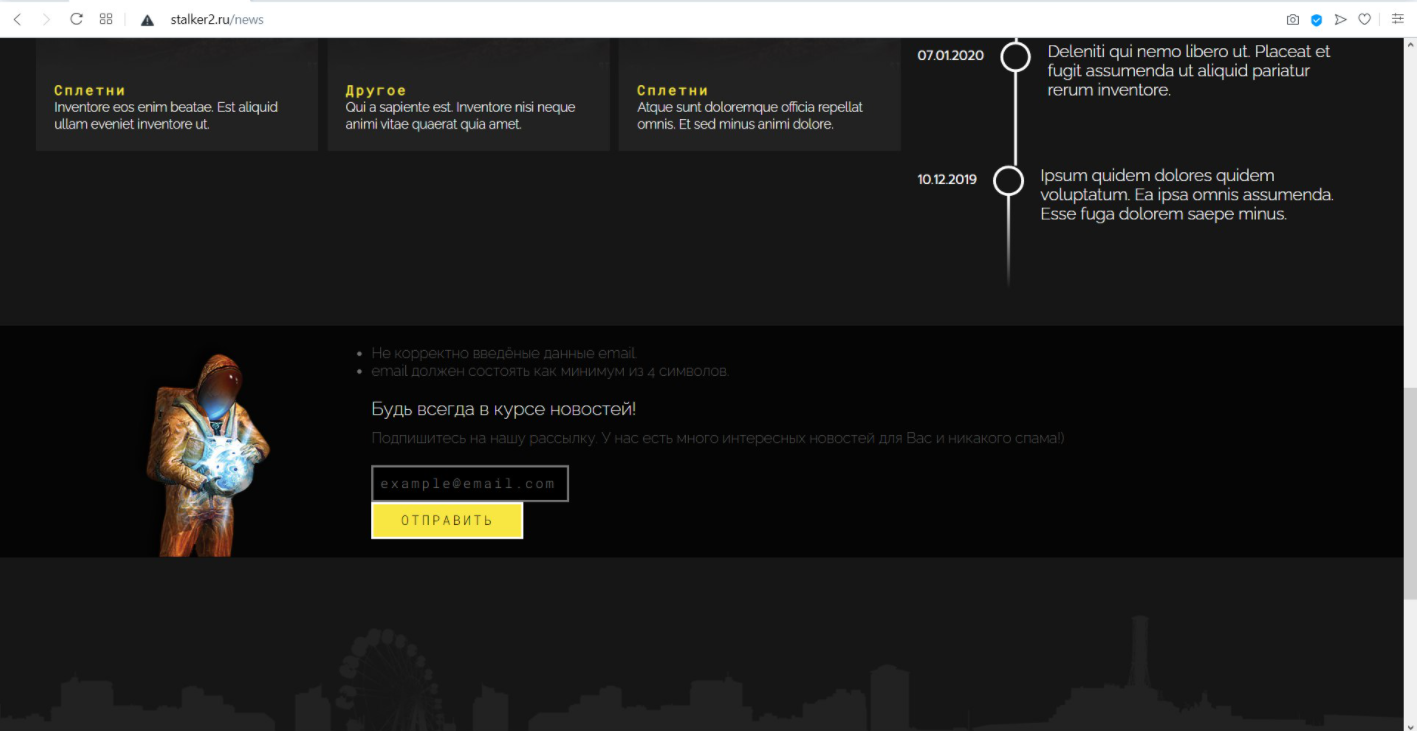 stalker2.ru/news
Сплетни
Inventore eos enim beatae. Est aliquid
ullam eveniet inventore ut.
Другое
Qui a sapiente est. Inventore nisi neque
animi vitae quaerat quia amet.
Сплетни
Atque sunt doloremque officia repellat
omnis. Et sed minus animi dolore.
07.01.2020
Deleniti qui nemo libero ut. Placeat et
fugit assumenda ut aliquid pariatur
rerum inventore.
10.12.2019
Ipsum quidem dolores quidem
voluptatum. Ea ipsa omnis assumenda.
Esse fuga dolorem saepe minus.
Не корректно введёные данные email.
email должен состоять как минимум из 4 символов.
Будь всегда в курсе новостей!
Подпишитесь на нашу рассылку. У нас есть много интересных новостей для Вас и никакого спама!)
example@email.com
ОТПРАВИТЬ